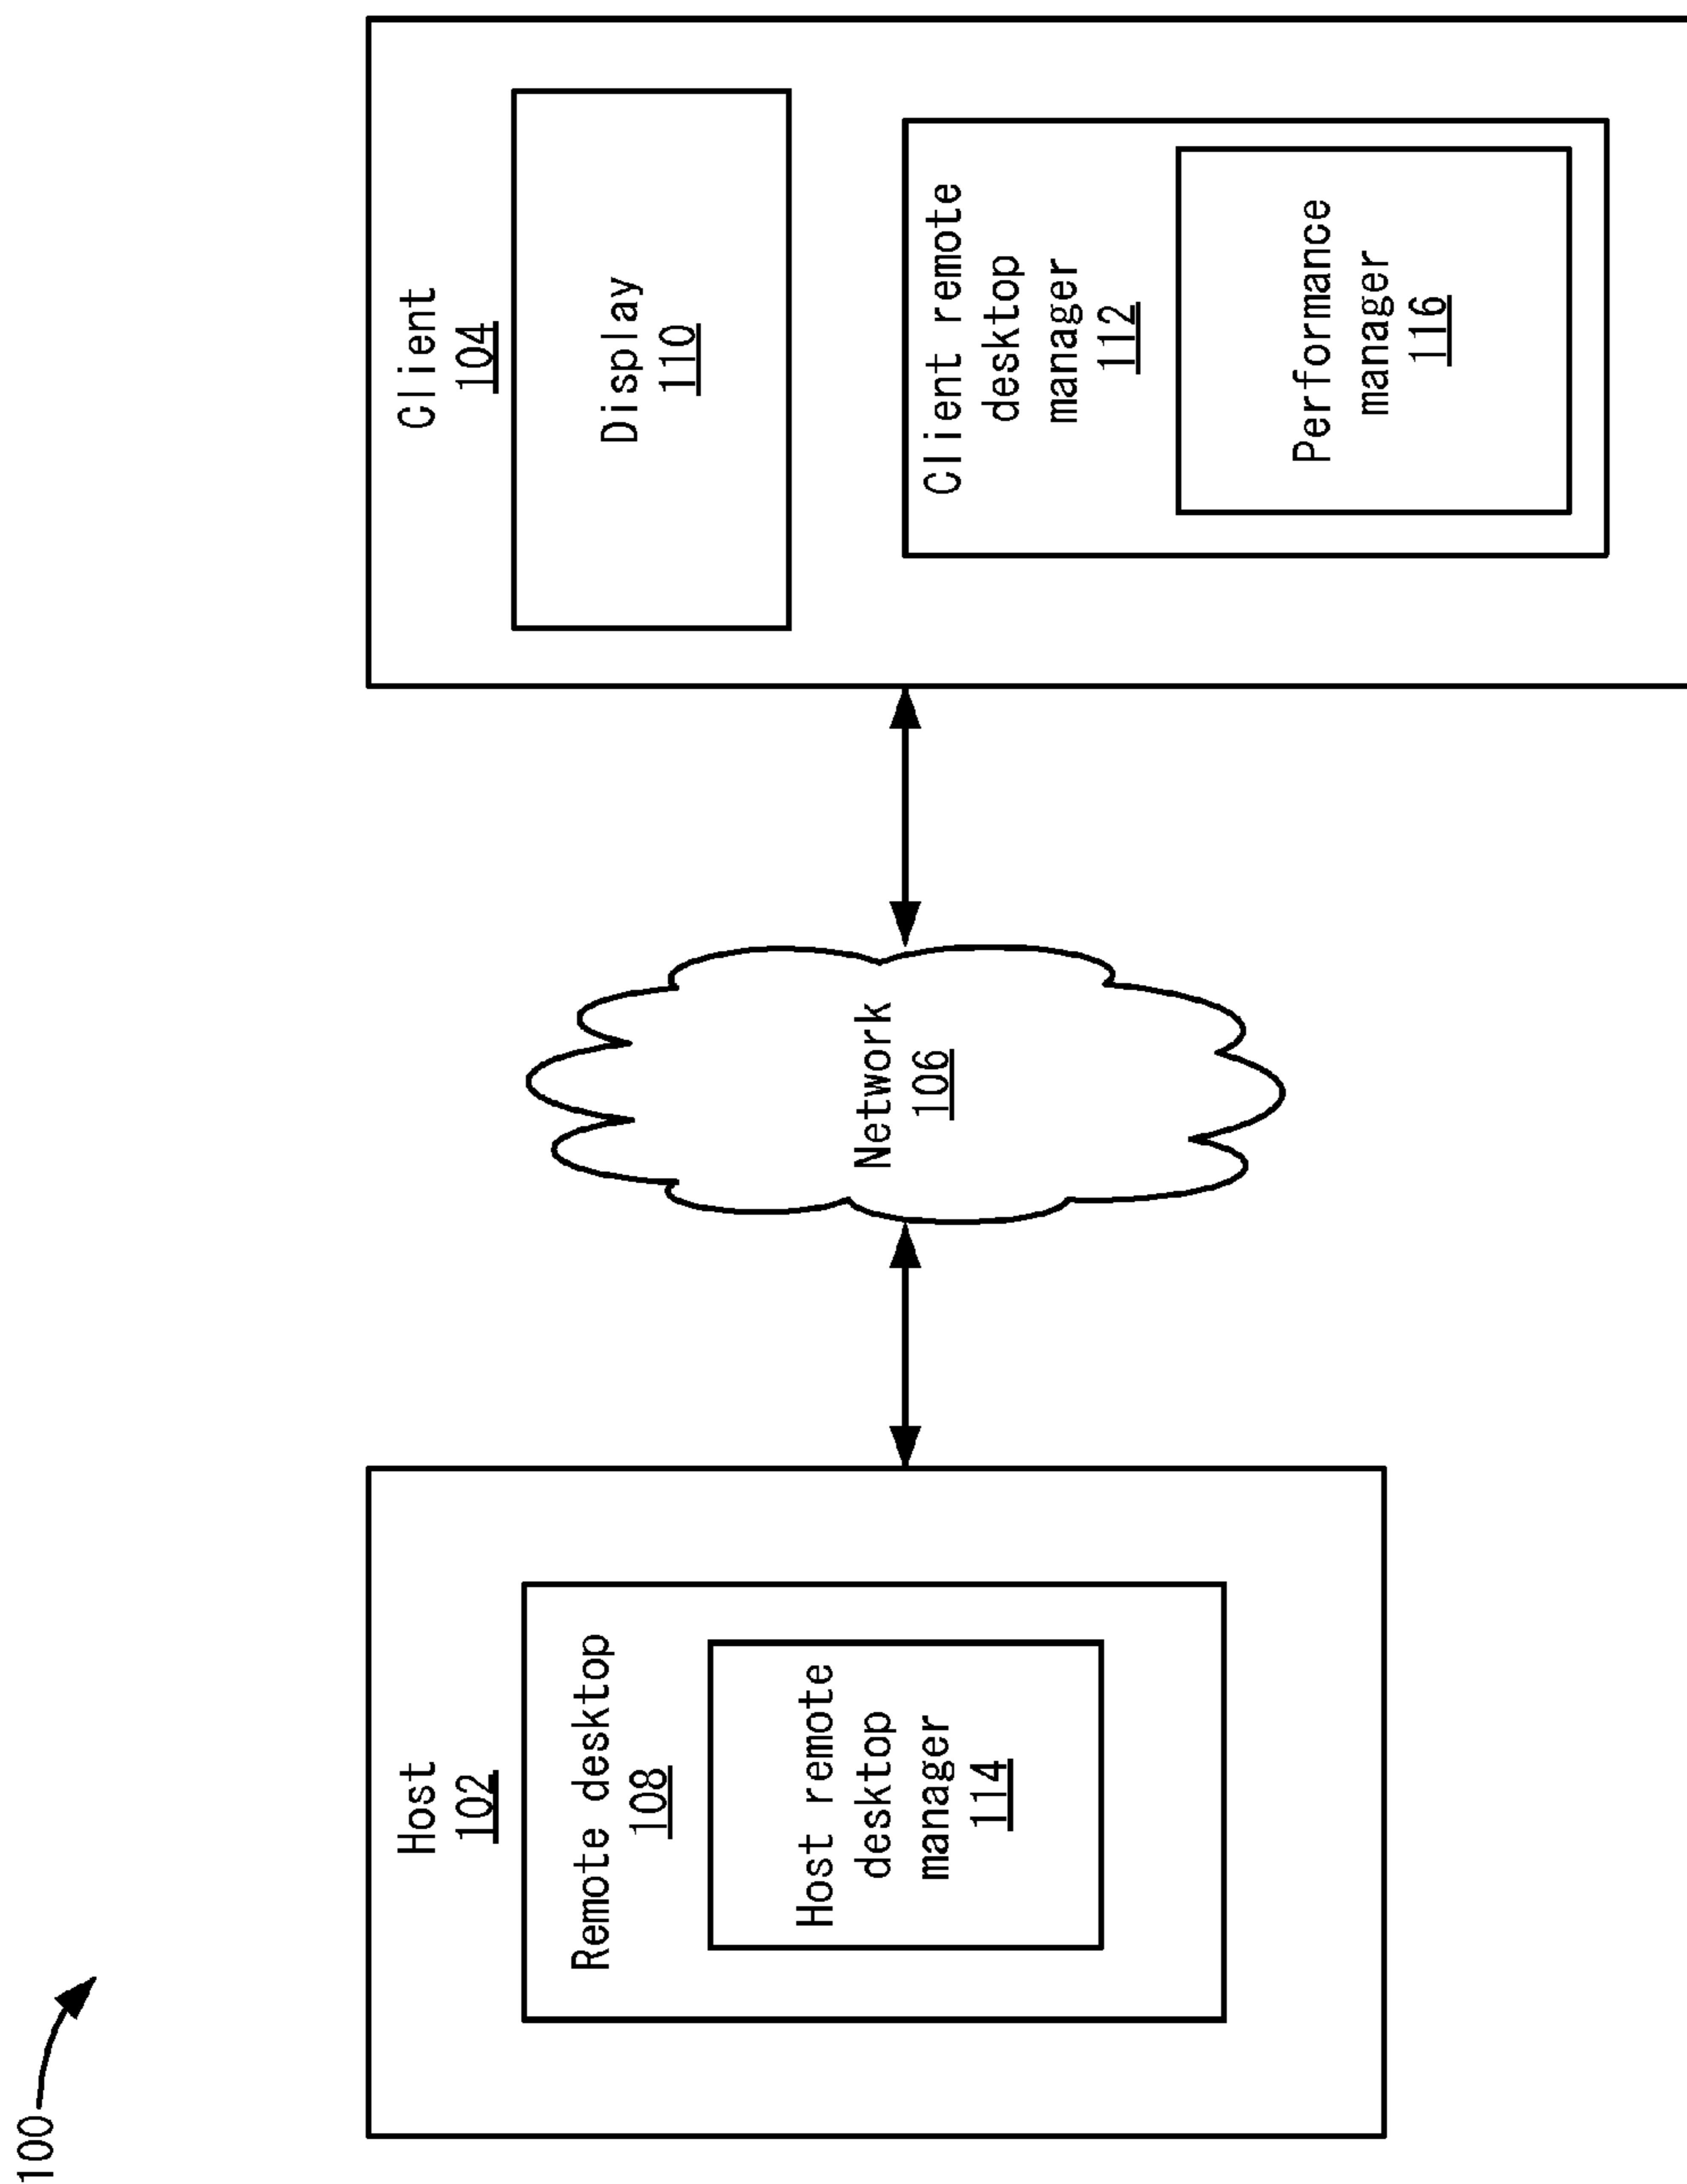 100
Host
102
Remote desktop
108
Host remote
desktop
manager
114
Network
106
Client
104
Display
110
Client remote
desktop
manager
112
Performance
manager
116